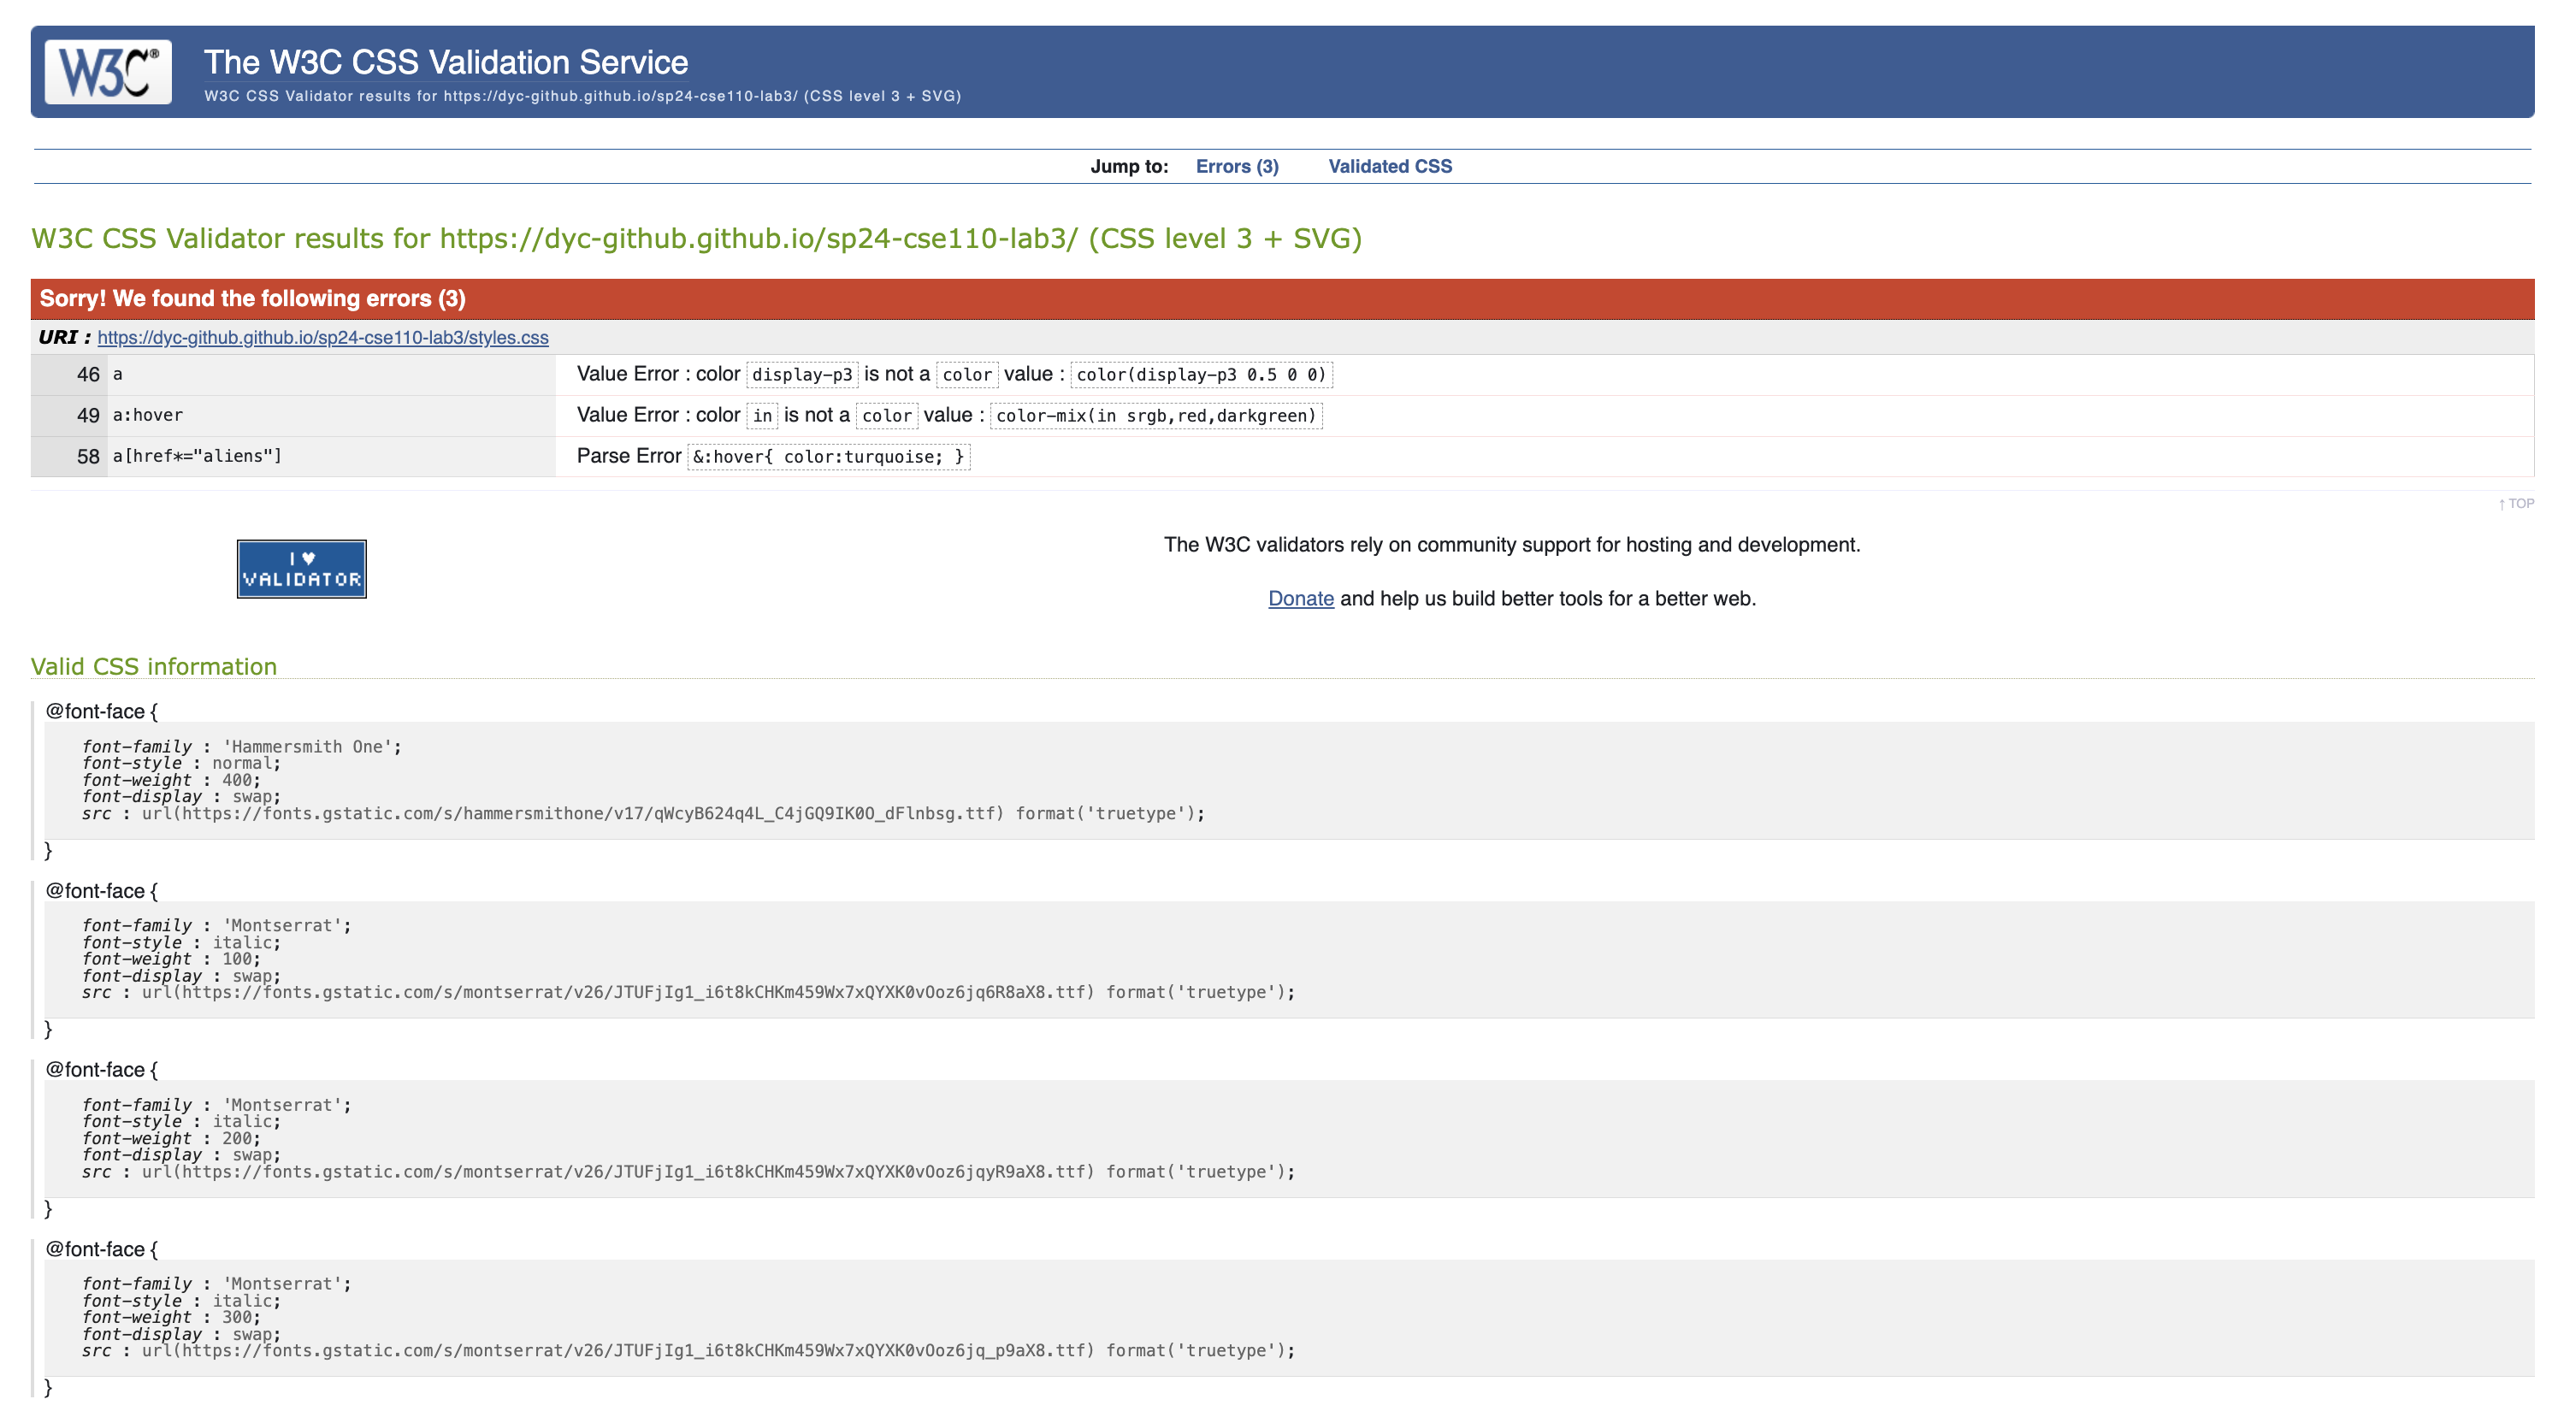 W3C®
The W3C CSS Validation Service
W3C CSS Validator results for https://dyc-github.github.io/sp24-cse110-lab3/ (CSS level 3 + SVG)
Jump to: Errors (3) Validated CSS
W3C CSS Validator results for https://dyc-github.github.io/sp24-cse110-lab3/ (CSS level 3 + SVG)
Sorry! We found the following errors (3)
URI : https://dyc-github.github.io/sp24-cse110-lab3/styles.css
46 a Value Error : color display-p3 is not a color value : color(display-p3 0.5 0 0)
49 a:hover Value Error : color in is not a color value : color-mix(in srgb,red,darkgreen)
58 a[href*="aliens"] Parse Error &:hover{ color:turquoise; }
↑ TOP
I ♥
VALIDATOR
The W3C validators rely on community support for hosting and development.
Donate and help us build better tools for a better web.
Valid CSS information
@font-face {
font-family : 'Hammersmith One';
font-style : normal;
font-weight : 400;
font-display : swap;
src : url(https://fonts.gstatic.com/s/hammersmithone/v17/qWcyB624q4L_C4jGQ9IK0O_dFlnbsg.ttf) format('truetype');
}
@font-face {
font-family : 'Montserrat';
font-style : italic;
font-weight : 100;
font-display : swap;
src : url(https://fonts.gstatic.com/s/montserrat/v26/JTUFjIg1_i6t8kCHKm459Wx7xQYXK0vOoz6jq6R8aX8.ttf) format('truetype');
}
@font-face {
font-family : 'Montserrat';
font-style : italic;
font-weight : 200;
font-display : swap;
src : url(https://fonts.gstatic.com/s/montserrat/v26/JTUFjIg1_i6t8kCHKm459Wx7xQYXK0vOoz6jqyR9aX8.ttf) format('truetype');
}
@font-face {
font-family : 'Montserrat';
font-style : italic;
font-weight : 300;
font-display : swap;
src : url(https://fonts.gstatic.com/s/montserrat/v26/JTUFjIg1_i6t8kCHKm459Wx7xQYXK0vOoz6jq_p9aX8.ttf) format('truetype');
}